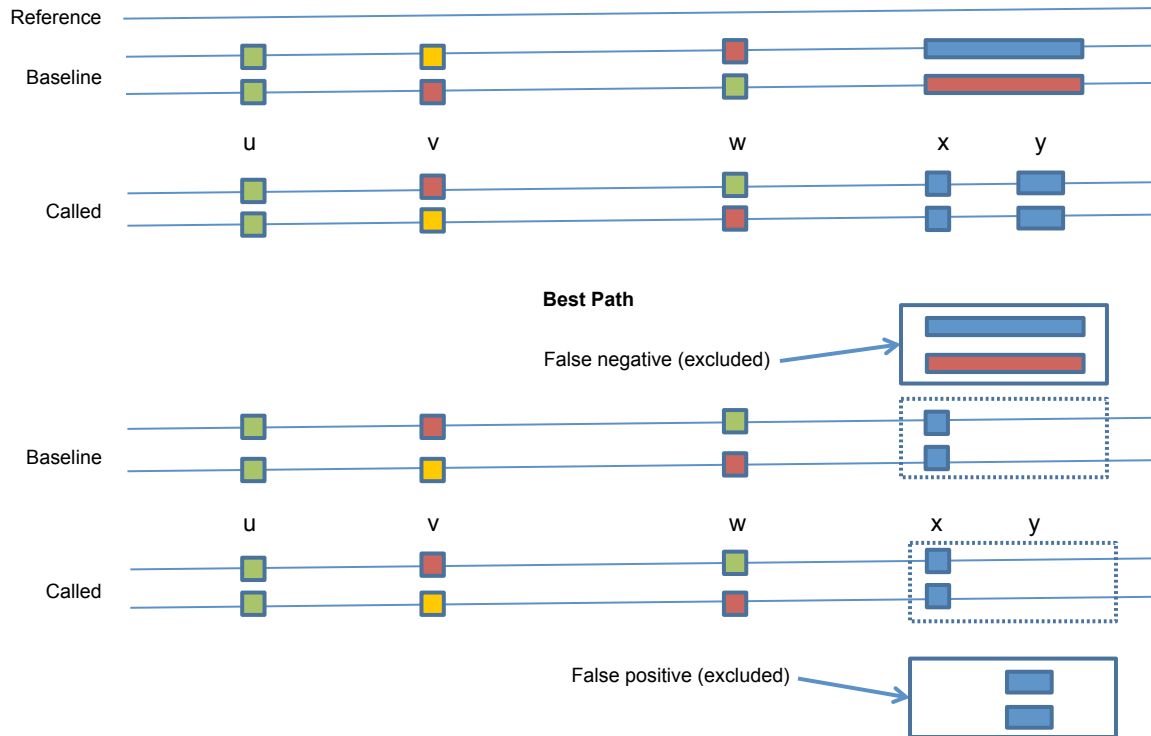 Reference
Baseline
u v w x y
Called
Best Path
False negative (excluded)
Baseline
u v w x y
Called
False positive (excluded)